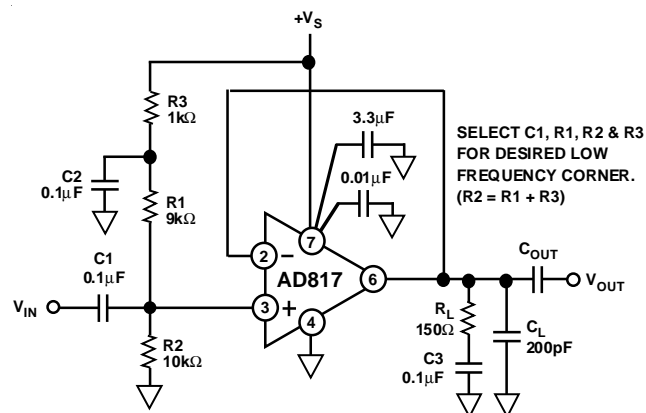 +VS
R3
1kΩ
C2
0.1µF
R1
9kΩ
C1
0.1µF
VIN
R2
10kΩ
3.3µF
0.01µF
2
−
7
AD817
6
3
+
4
SELECT C1, R1, R2 & R3
FOR DESIRED LOW
FREQUENCY CORNER.
(R2 = R1 + R3)
COUT
VOUT
RL
150Ω
C3
0.1µF
CL
200pF